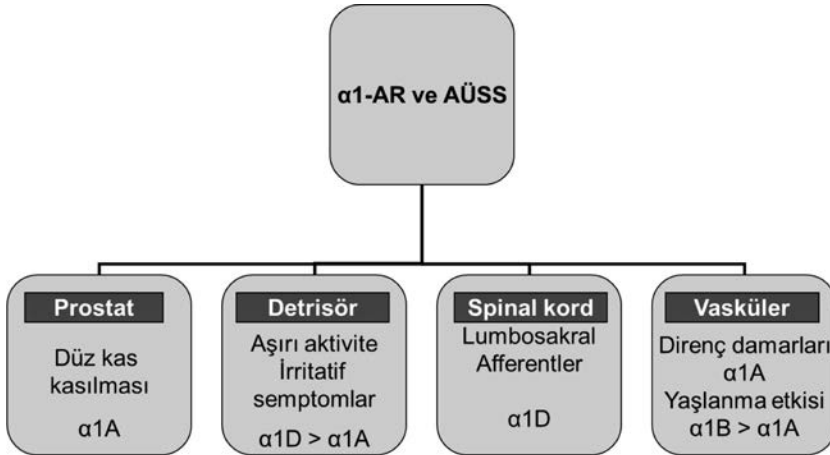 α1-AR ve AÜSS
Prostat
Düz kas
kasılması
α1A
Detrisör
Aşırı aktivite
İrritatif
semptomlar
α1D > α1A
Spinal kord
Lumbosakral
Afferentler
α1D
Vasküler
Direnç damarları
α1A
Yaşlanma etkisi
α1B > α1A